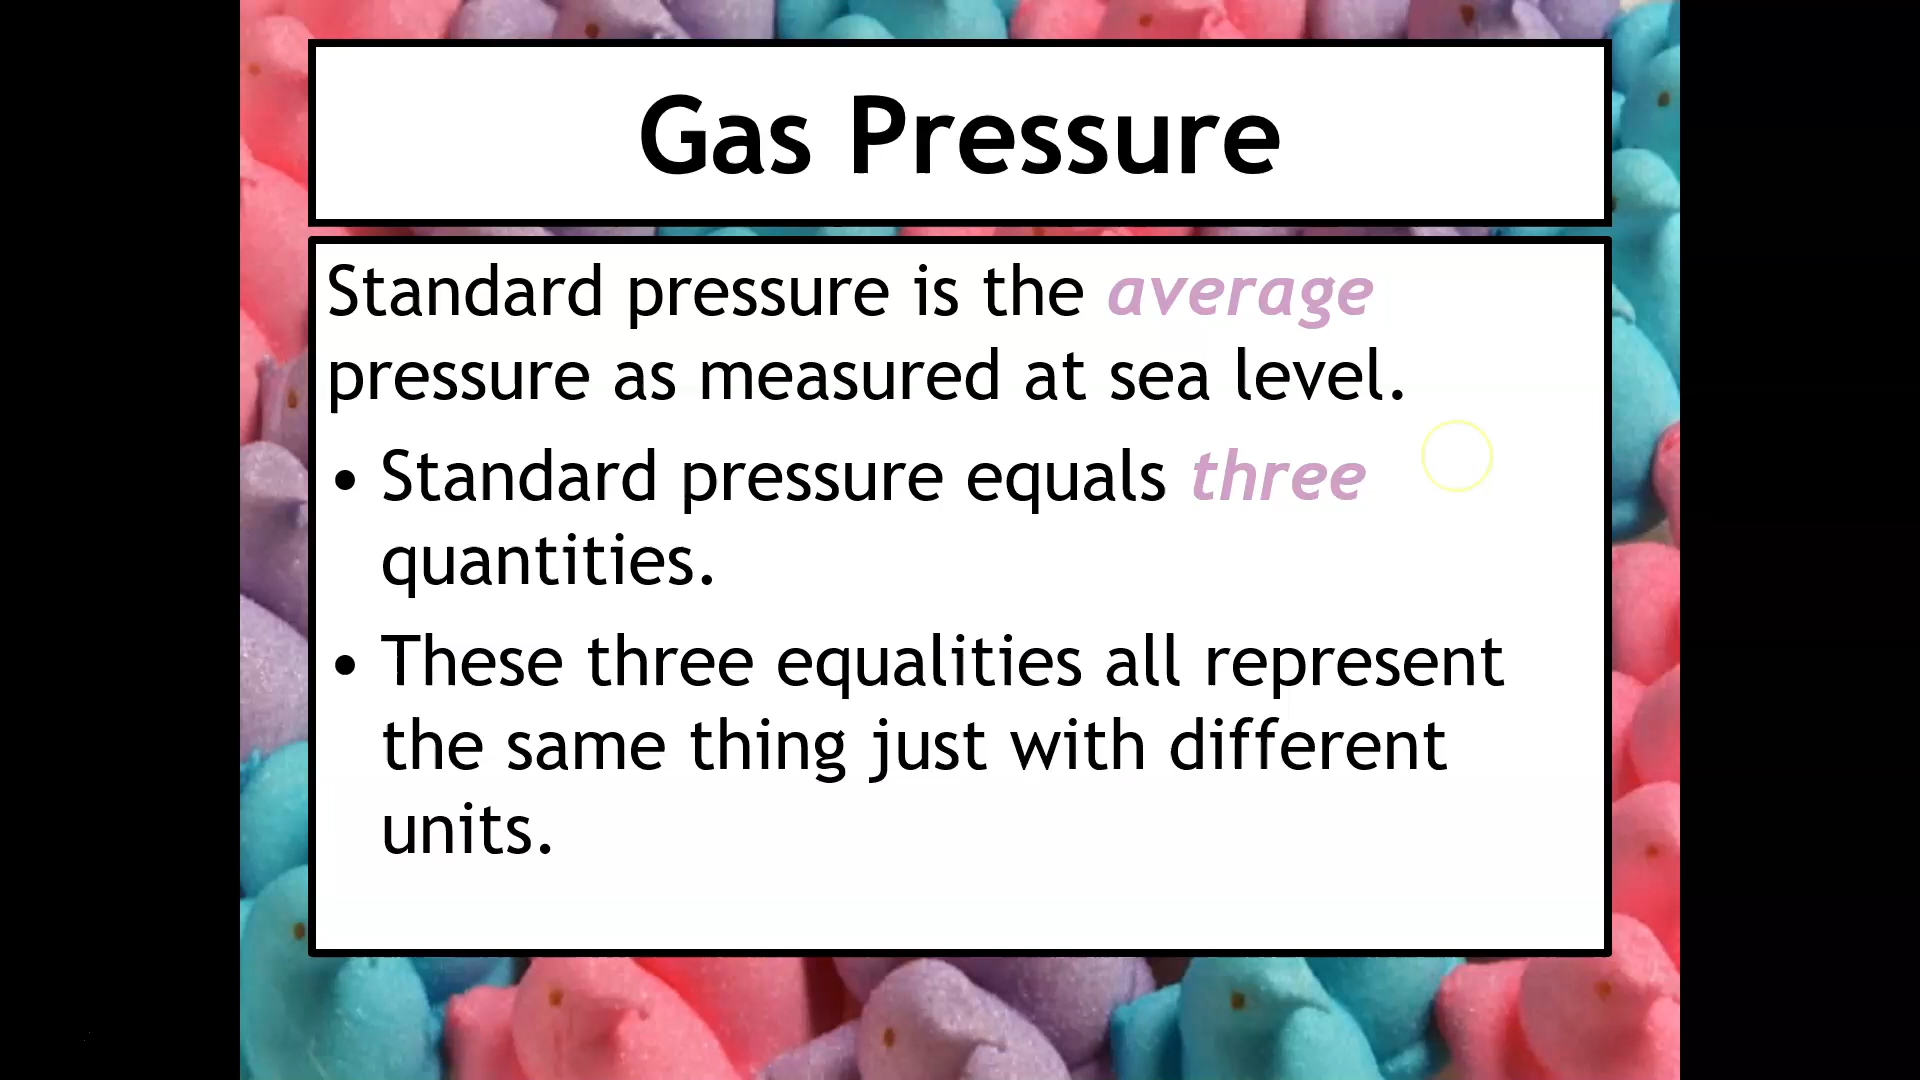 Gas Pressure
Standard pressure is the average
pressure as measured at sea level.
• Standard pressure equals three
quantities.
• These three equalities all represent
the same thing just with different
units.